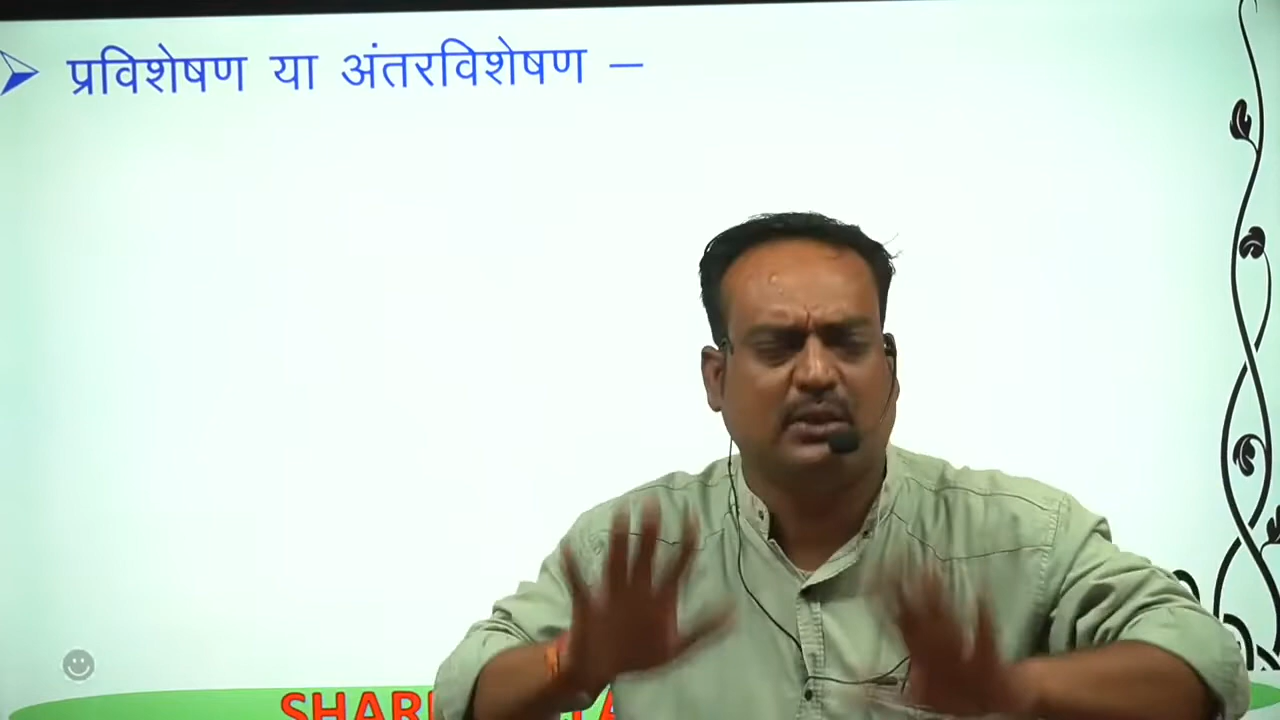 प्रविशेषण या अंतरविशेषण –